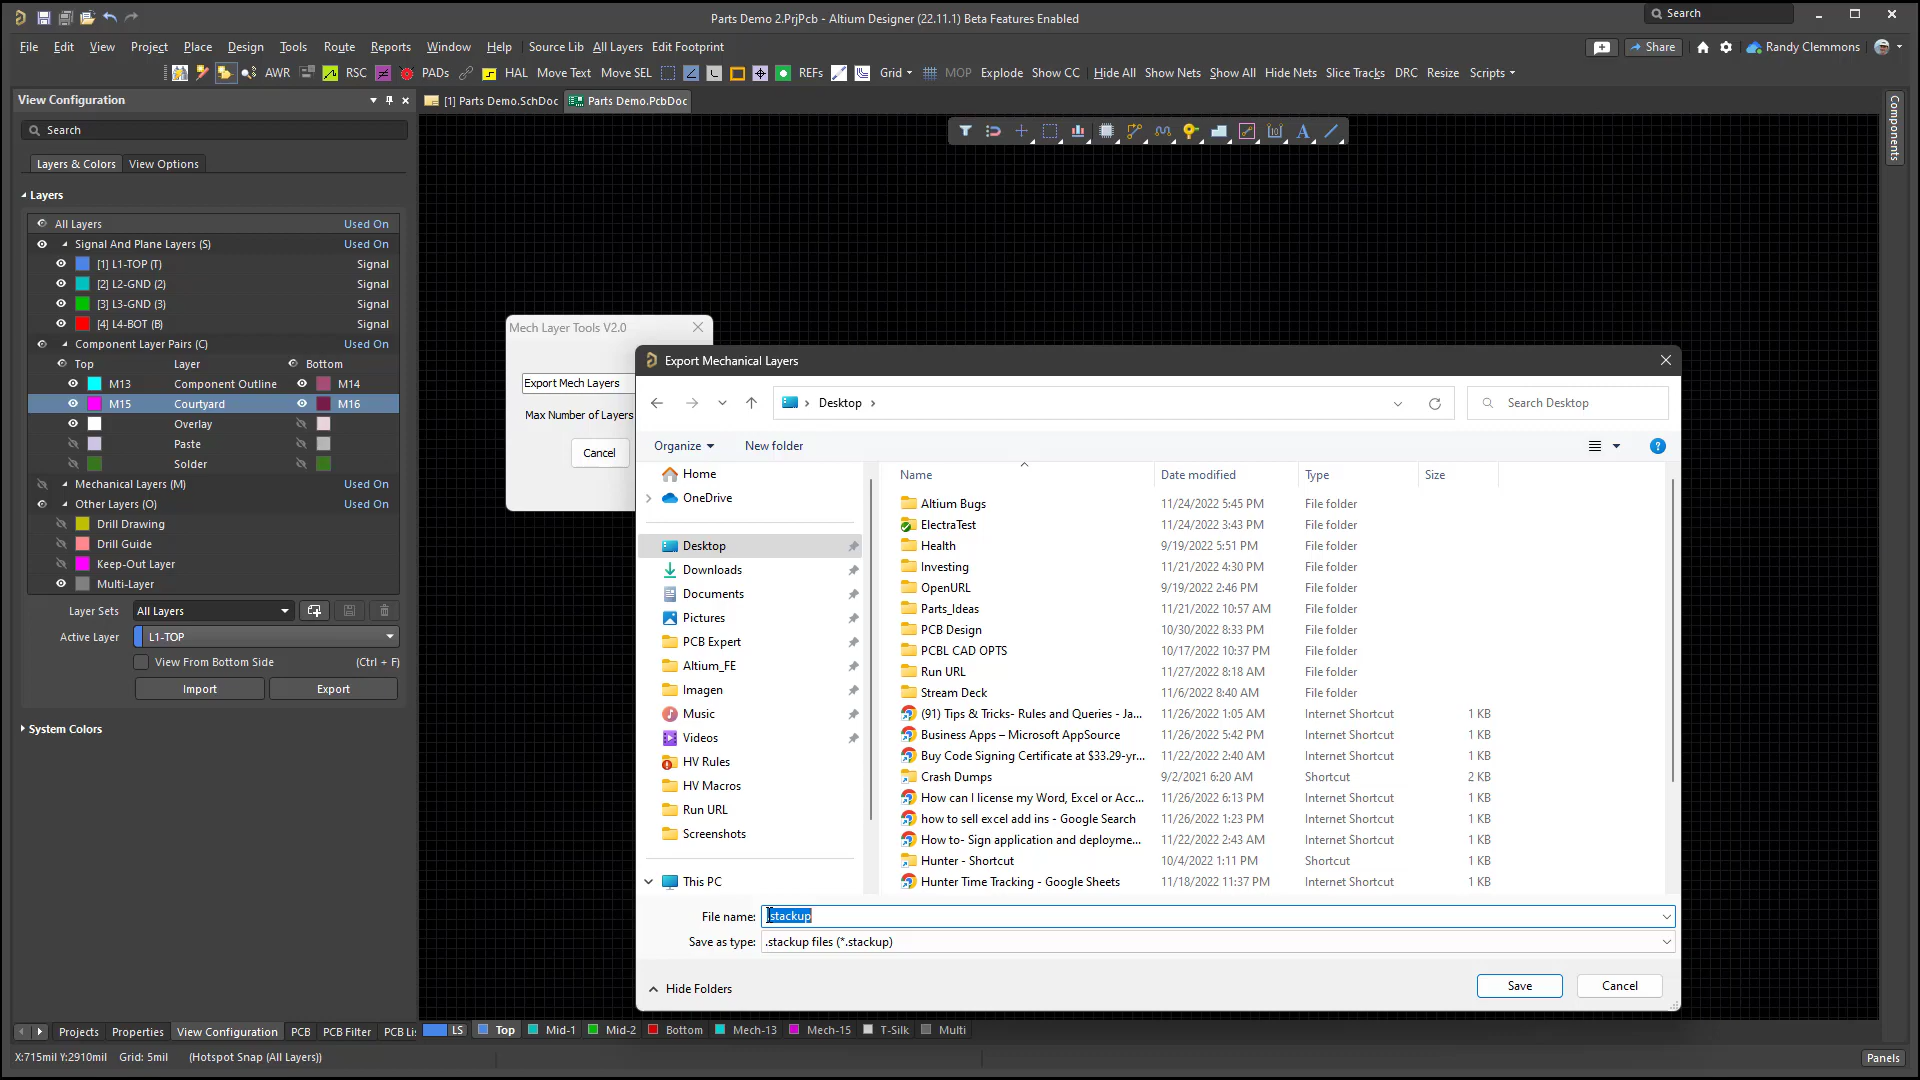 Parts Demo 2.PrjPcb - Altium Designer (22.11.1) Beta Features Enabled
Search
File Edit View Project Place Design Tools Route Reports Window Help Source Lib All Layers Edit Footprint
Share
Randy Clemmons
AWR RSC PADs HAL Move Text Move SEL REFs Grid MOP Explode Show CC Hide All Show Nets Show All Hide Nets Slice Tracks DRC Resize Scripts
View Configuration
[1] Parts Demo.SchDoc
Parts Demo.PcbDoc
Components
Search
Layers & Colors
View Options
Layers
All Layers Used On
Signal And Plane Layers (S) Used On
[1] L1-TOP (T) Signal
[2] L2-GND (2) Signal
[3] L3-GND (3) Signal
[4] L4-BOT (B) Signal
Component Layer Pairs (C) Used On
Top Layer Bottom
M13 Component Outline M14
M15 Courtyard M16
Overlay
Paste
Solder
Mechanical Layers (M) Used On
Other Layers (O) Used On
Drill Drawing
Drill Guide
Keep-Out Layer
Multi-Layer
Layer Sets All Layers
Active Layer L1-TOP
View From Bottom Side (Ctrl + F)
Import Export
System Colors
Mech Layer Tools V2.0
Export Mech Layers
Max Number of Layers
Cancel
Export Mechanical Layers
Desktop
Search Desktop
Organize New folder
Home
OneDrive
Desktop
Downloads
Documents
Pictures
PCB Expert
Altium_FE
Imagen
Music
Videos
HV Rules
HV Macros
Run URL
Screenshots
This PC
Name Date modified Type Size
Altium Bugs 11/24/2022 5:45 PM File folder
ElectraTest 11/24/2022 3:43 PM File folder
Health 9/19/2022 5:51 PM File folder
Investing 11/21/2022 4:30 PM File folder
OpenURL 9/19/2022 2:46 PM File folder
Parts_Ideas 11/21/2022 10:57 AM File folder
PCB Design 10/30/2022 8:33 PM File folder
PCBL CAD OPTS 10/17/2022 10:37 PM File folder
Run URL 11/27/2022 8:18 AM File folder
Stream Deck 11/6/2022 8:40 AM File folder
(91) Tips & Tricks- Rules and Queries - Ja... 11/26/2022 1:05 AM Internet Shortcut 1 KB
Business Apps – Microsoft AppSource 11/26/2022 5:42 PM Internet Shortcut 1 KB
Buy Code Signing Certificate at $33.29-yr... 11/22/2022 2:40 AM Internet Shortcut 1 KB
Crash Dumps 9/2/2021 6:20 AM Shortcut 2 KB
How can I license my Word, Excel or Acc... 11/26/2022 6:13 PM Internet Shortcut 1 KB
how to sell excel add ins - Google Search 11/26/2022 1:23 PM Internet Shortcut 1 KB
How to- Sign application and deployme... 11/22/2022 2:43 AM Internet Shortcut 1 KB
Hunter - Shortcut 10/4/2022 1:11 PM Shortcut 1 KB
Hunter Time Tracking - Google Sheets 11/18/2022 11:37 PM Internet Shortcut 1 KB
File name: .stackup
Save as type: .stackup files (*.stackup)
Hide Folders
Save Cancel
Projects Properties View Configuration PCB PCB Filter PCB Lis
LS Top Mid-1 Mid-2 Bottom Mech-13 Mech-15 T-Silk Multi
X:715mil Y:2910mil Grid: 5mil (Hotspot Snap (All Layers))
Panels